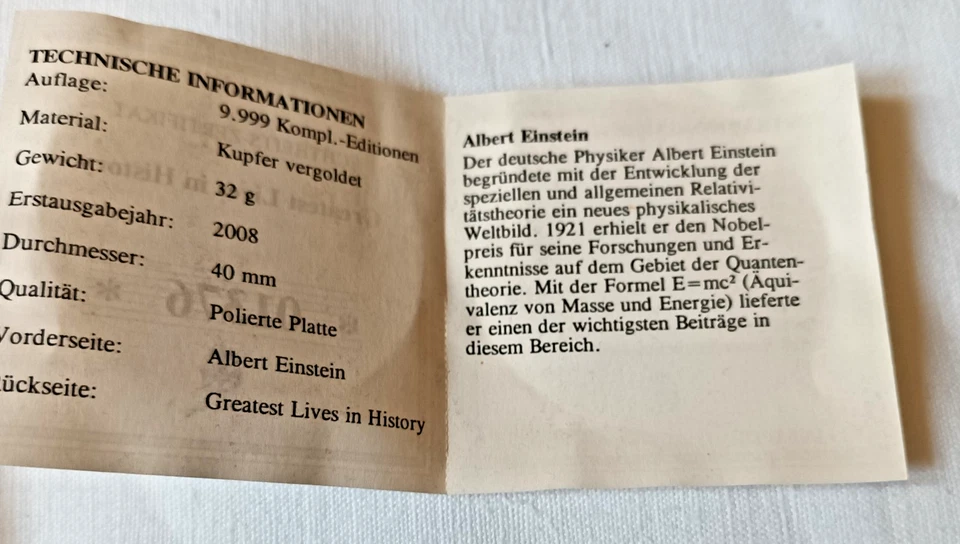 TECHNISCHE INFORMATIONEN
Auflage: 9.999 Kompl.-Editionen
Material: Kupfer vergoldet
Gewicht: 32 g
Erstausgabejahr: 2008
Durchmesser: 40 mm
Qualität: Polierte Platte
Vorderseite: Albert Einstein
ückseite: Greatest Lives in History
Albert Einstein
Der deutsche Physiker Albert Einstein
begründete mit der Entwicklung der
speziellen und allgemeinen Relativi-
tätstheorie ein neues physikalisches
Weltbild. 1921 erhielt er den Nobel-
preis für seine Forschungen und Er-
kenntnisse auf dem Gebiet der Quanten-
theorie. Mit der Formel E=mc² (Äqui-
valenz von Masse und Energie) lieferte
er einen der wichtigsten Beiträge in
diesem Bereich.